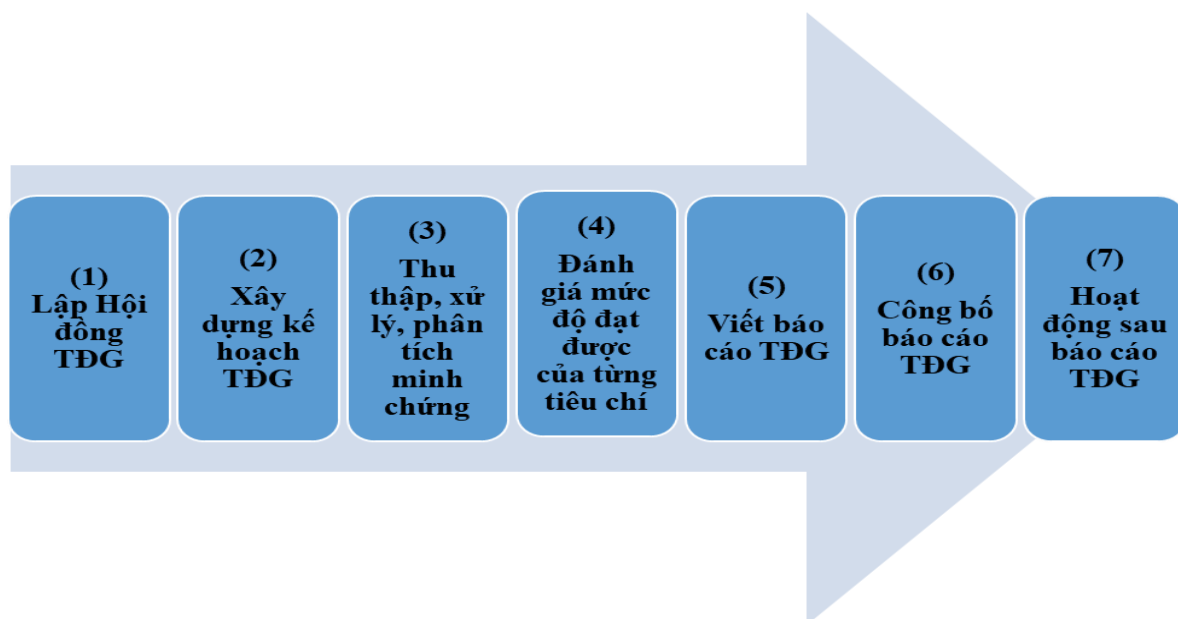 (1)
Lập Hội
đồng
TĐG
(2)
Xây
dựng kế
hoạch
TĐG
(3)
Thu
thập, xử
lý, phân
tích
minh
chứng
(4)
Đánh
giá mức
độ đạt
được
của từng
tiêu chí
(5)
Viết báo
cáo TĐG
(6)
Công bố
báo cáo
TĐG
(7)
Hoạt
động sau
báo cáo
TĐG